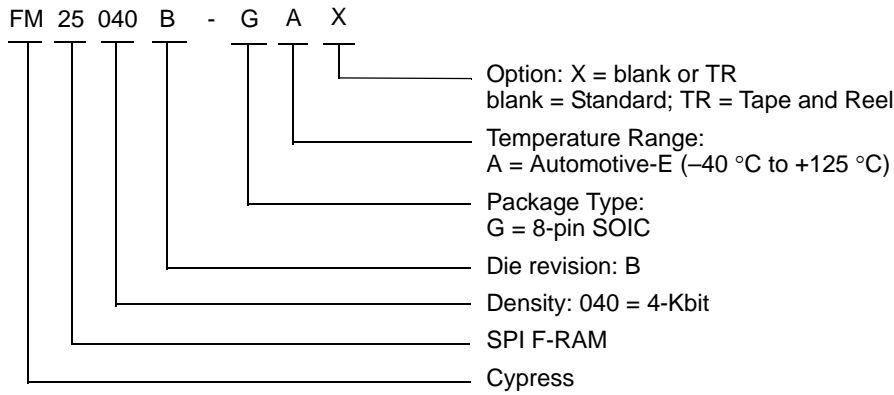 FM 25 040 B - G A X
Option: X = blank or TR
blank = Standard; TR = Tape and Reel
Temperature Range:
A = Automotive-E (–40 °C to +125 °C)
Package Type:
G = 8-pin SOIC
Die revision: B
Density: 040 = 4-Kbit
SPI F-RAM
Cypress